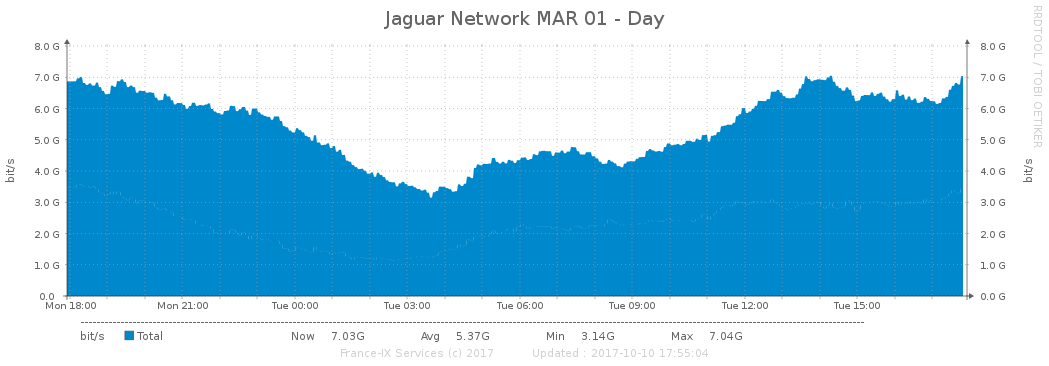 Jaguar Network MAR 01 - Day
RRDTOOL / TOBI OETIKER
8.0 G 8.0 G
7.0 G 7.0 G
6.0 G 6.0 G
5.0 G 5.0 G
4.0 G 4.0 G
3.0 G 3.0 G
2.0 G 2.0 G
1.0 G 1.0 G
0.0 0.0 G
bit/s bit/s
Mon 18:00 Mon 21:00 Tue 00:00 Tue 03:00 Tue 06:00 Tue 09:00 Tue 12:00 Tue 15:00
bit/s Total Now 7.03G Avg 5.37G Min 3.14G Max 7.04G
France-IX Services (c) 2017 Updated : 2017-10-10 17:55:04